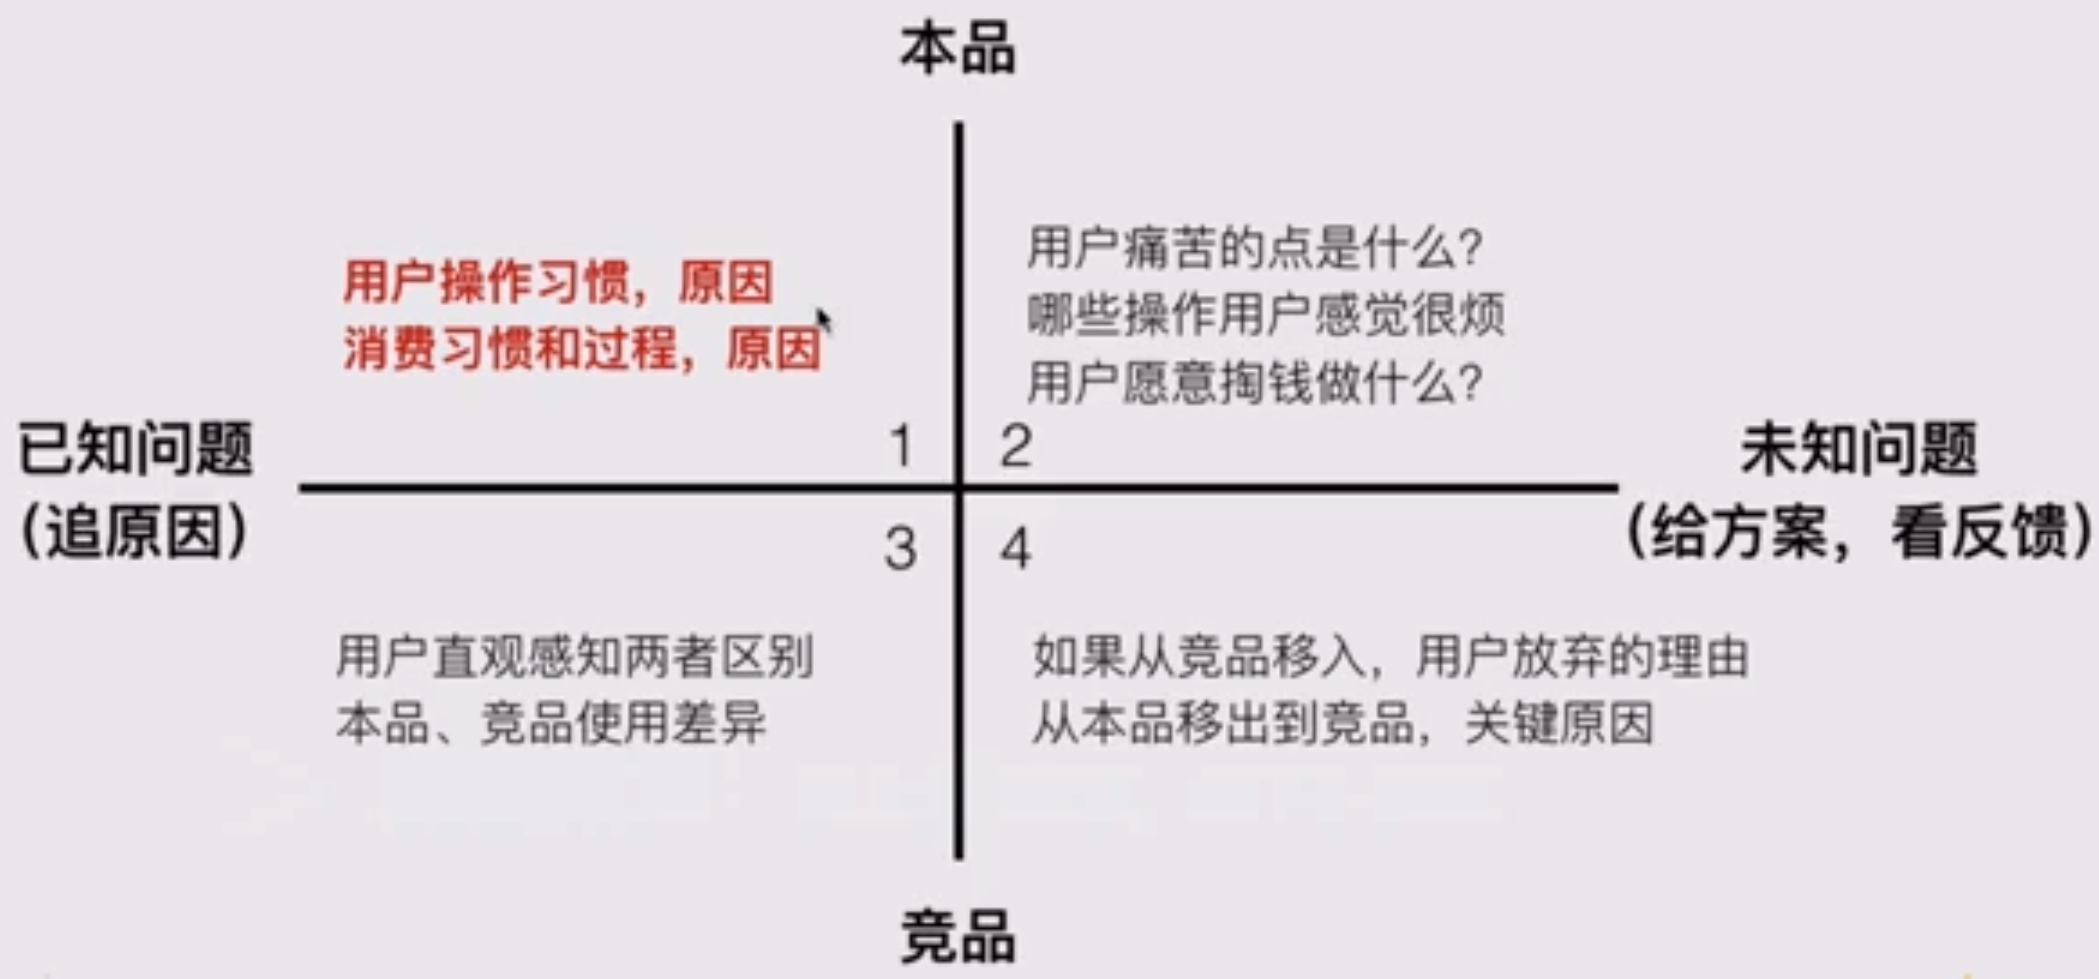 本品
用户操作习惯，原因
消费习惯和过程，原因
用户痛苦的点是什么？
哪些操作用户感觉很烦
用户愿意掏钱做什么？
已知问题
（追原因）
1
2
未知问题
（给方案，看反馈）
3
4
用户直观感知两者区别
本品、竞品使用差异
如果从竞品移入，用户放弃的理由
从本品移出到竞品，关键原因
竞品